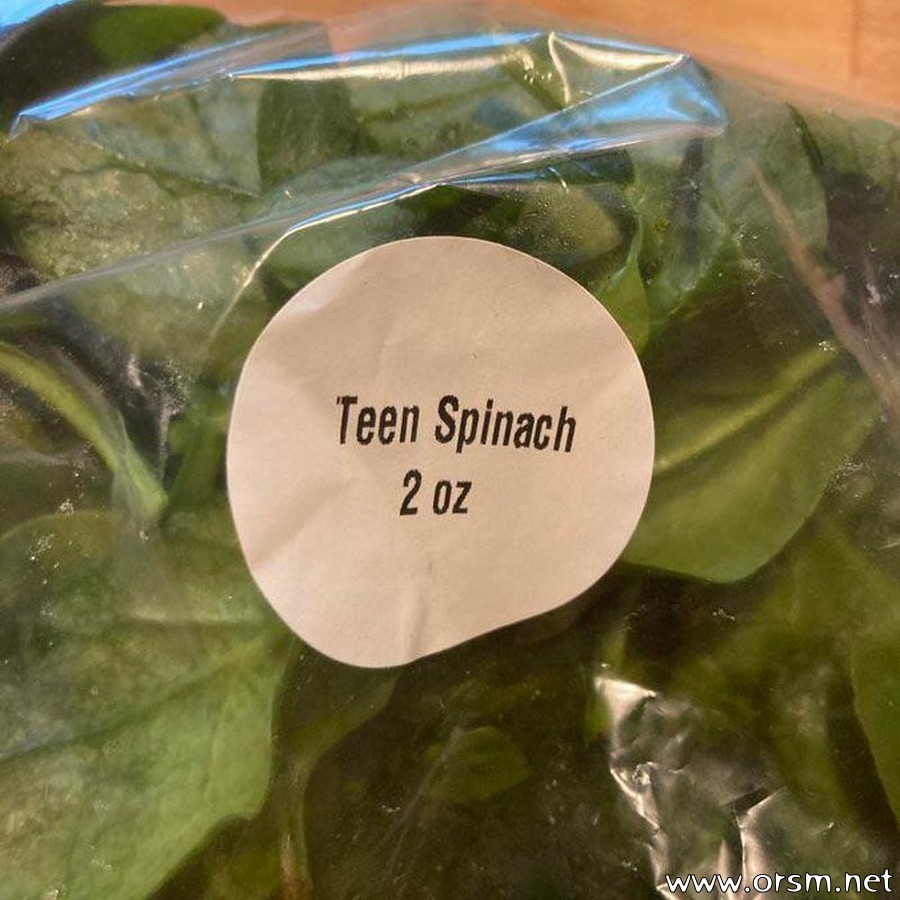 Teen Spinach
2 oz
www.orsm.net